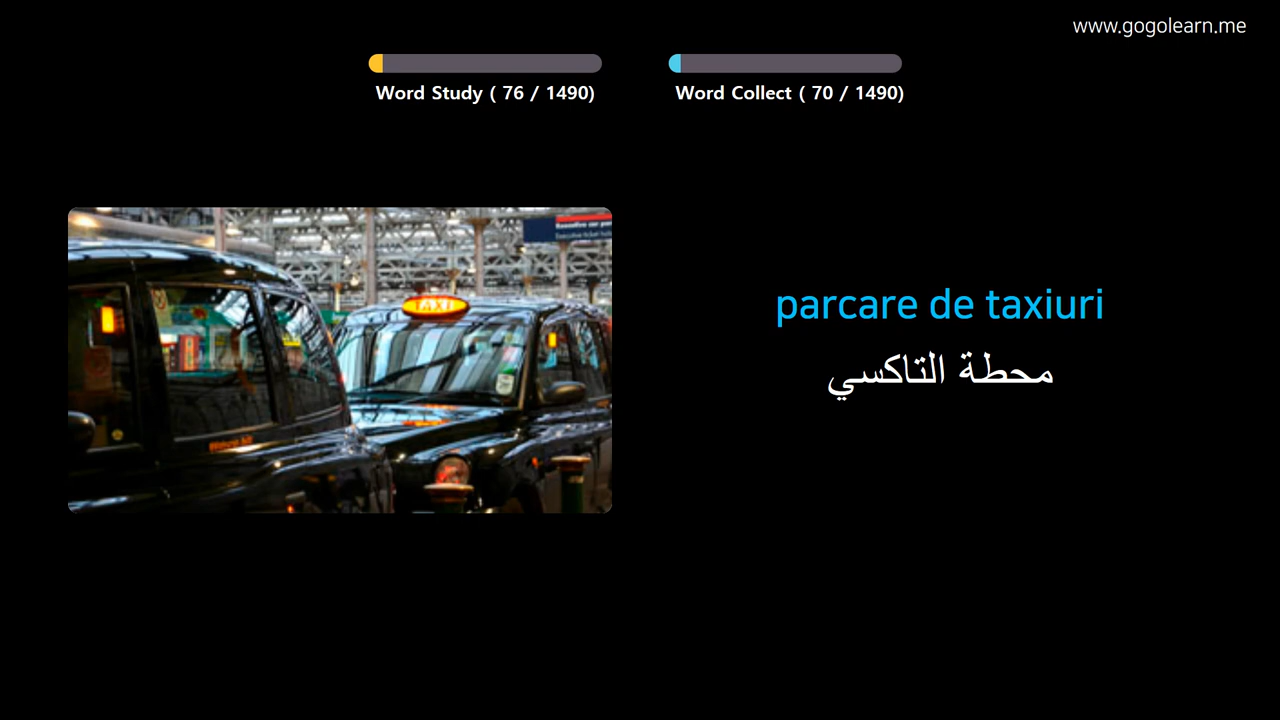 www.gogolearn.me
Word Study ( 76 / 1490)
Word Collect ( 70 / 1490)
TAXI
parcare de taxiuri
محطة التاكسي